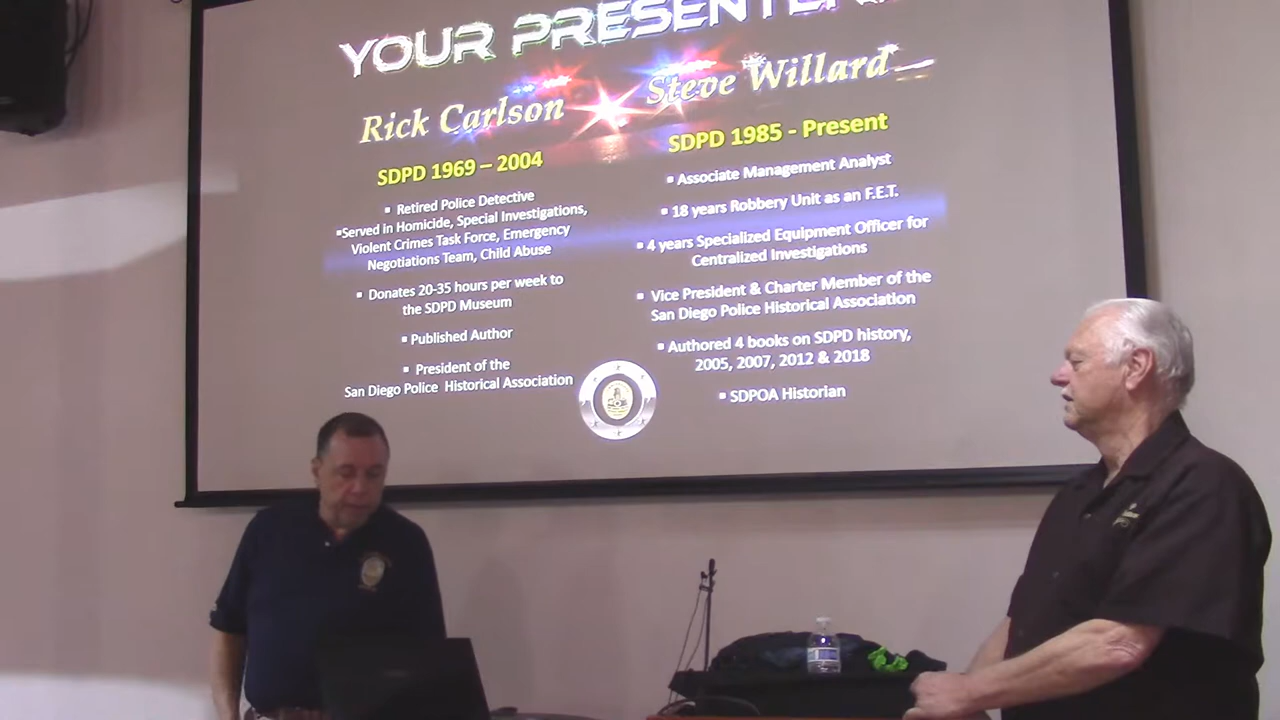 YOUR PRESENTERS
Rick Carlson
SDPD 1969 – 2004
▪ Retired Police Detective
▪Served in Homicide, Special Investigations,
Violent Crimes Task Force, Emergency
Negotiations Team, Child Abuse
▪ Donates 20-35 hours per week to
the SDPD Museum
▪ Published Author
▪ President of the
San Diego Police Historical Association
Steve Willard
SDPD 1985 - Present
▪ Associate Management Analyst
▪ 18 years Robbery Unit as an F.E.T.
▪ 4 years Specialized Equipment Officer for
Centralized Investigations
▪ Vice President & Charter Member of the
San Diego Police Historical Association
▪ Authored 4 books on SDPD history,
2005, 2007, 2012 & 2018
▪ SDPOA Historian